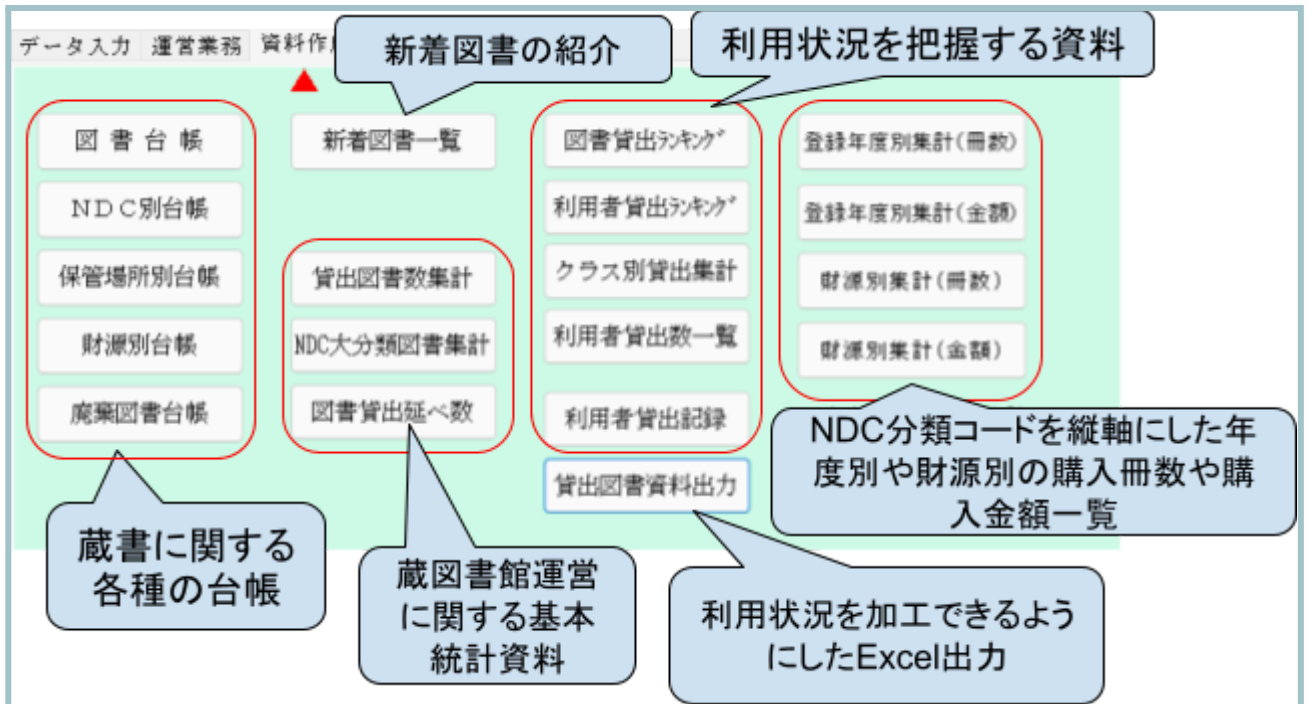 データ入力 運営業務 資料作
新着図書の紹介
利用状況を把握する資料
図書台帳
NDC別台帳
保管場所別台帳
財源別台帳
廃棄図書台帳
新着図書一覧
貸出図書数集計
NDC大分類図書集計
図書貸出延べ数
図書貸出ランキング
利用者貸出ランキング
クラス別貸出集計
利用者貸出数一覧
利用者貸出記録
貸出図書資料出力
登録年度別集計(冊数)
登録年度別集計(金額)
財源別集計(冊数)
財源別集計(金額)
NDC分類コードを縦軸にした年
度別や財源別の購入冊数や購
入金額一覧
蔵書に関する
各種の台帳
蔵図書館運営
に関する基本
統計資料
利用状況を加工できるよう
にしたExcel出力